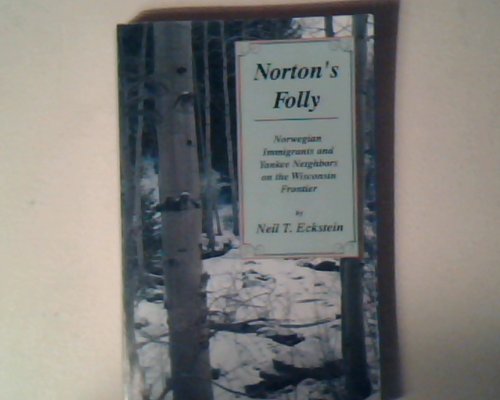 Norton's
Folly
Norwegian
Immigrants and
Yankee Neighbors
on the Wisconsin
Frontier
by
Neil T. Eckstein